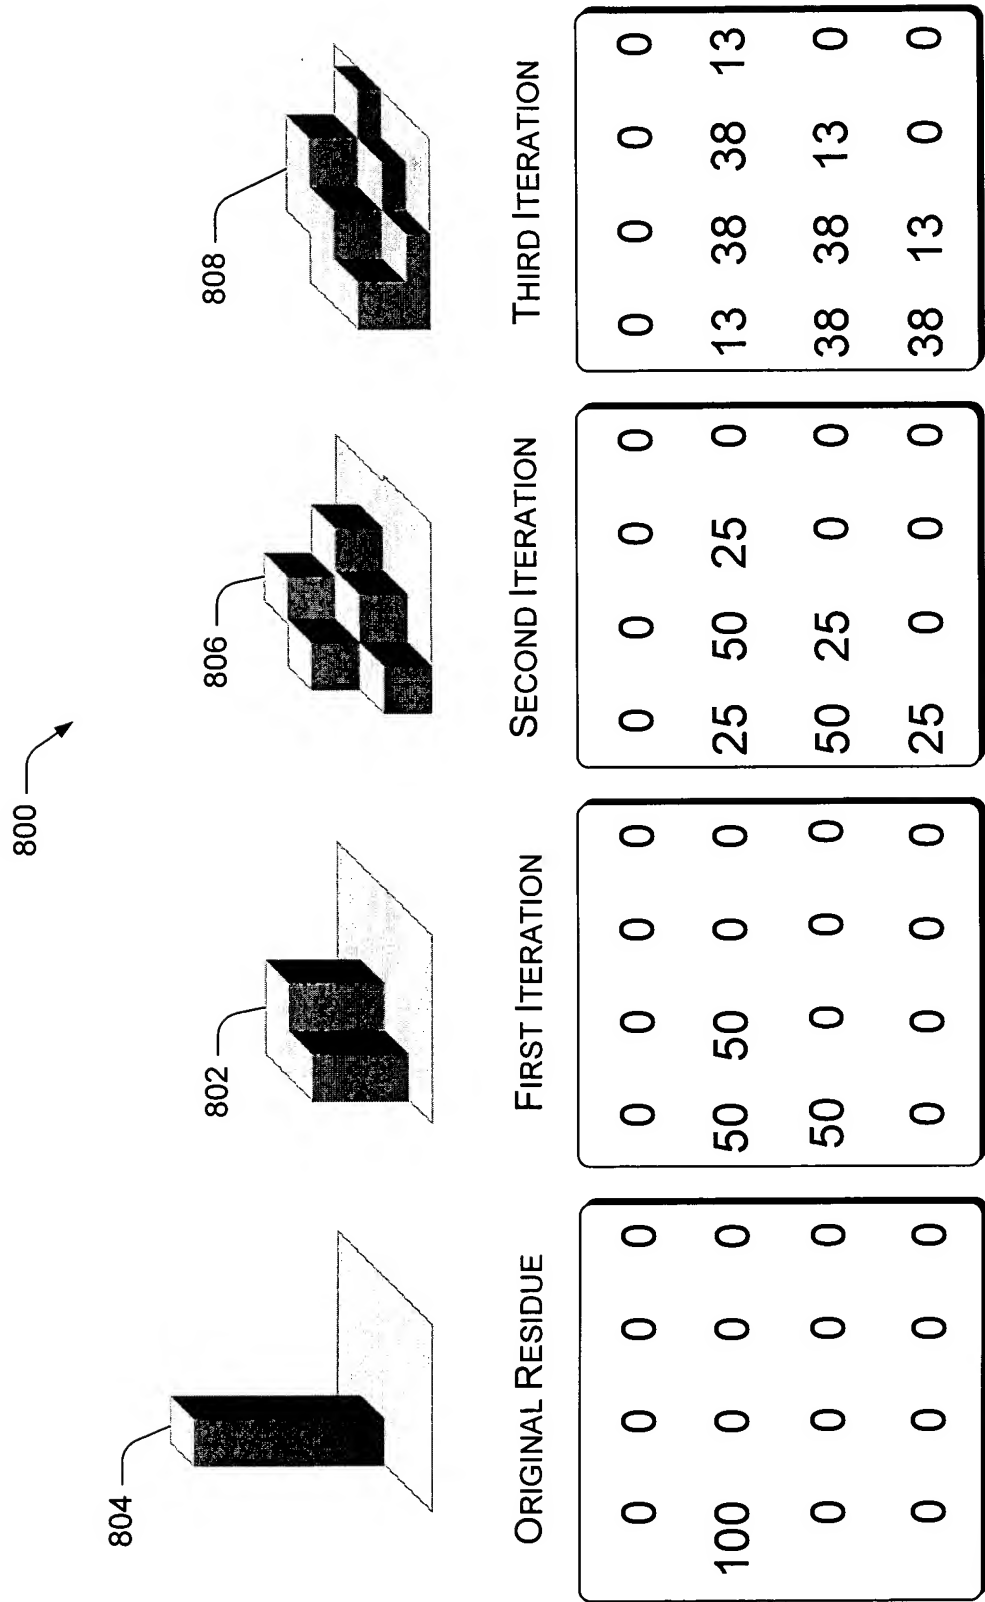 800
804
802
806
808
ORIGINAL RESIDUE
0 0 0 0
100 0 0 0
0 0 0 0
0 0 0 0
FIRST ITERATION
0 0 0 0
50 50 0 0
50 0 0 0
0 0 0 0
SECOND ITERATION
0 0 0 0
25 50 25 0
50 25 0 0
25 0 0 0
THIRD ITERATION
0 0 0 0
13 38 38 13
38 38 13 0
38 13 0 0